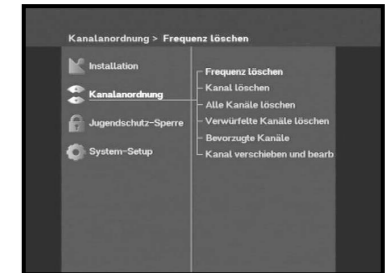 Kanalanordnung > Frequenz löschen
Installation
Kanalanordnung
Jugendschutz-Sperre
System-Setup
Frequenz löschen
Kanal löschen
Alle Kanäle löschen
Verwürfelte Kanäle löschen
Bevorzugte Kanäle
Kanal verschieben und bearb